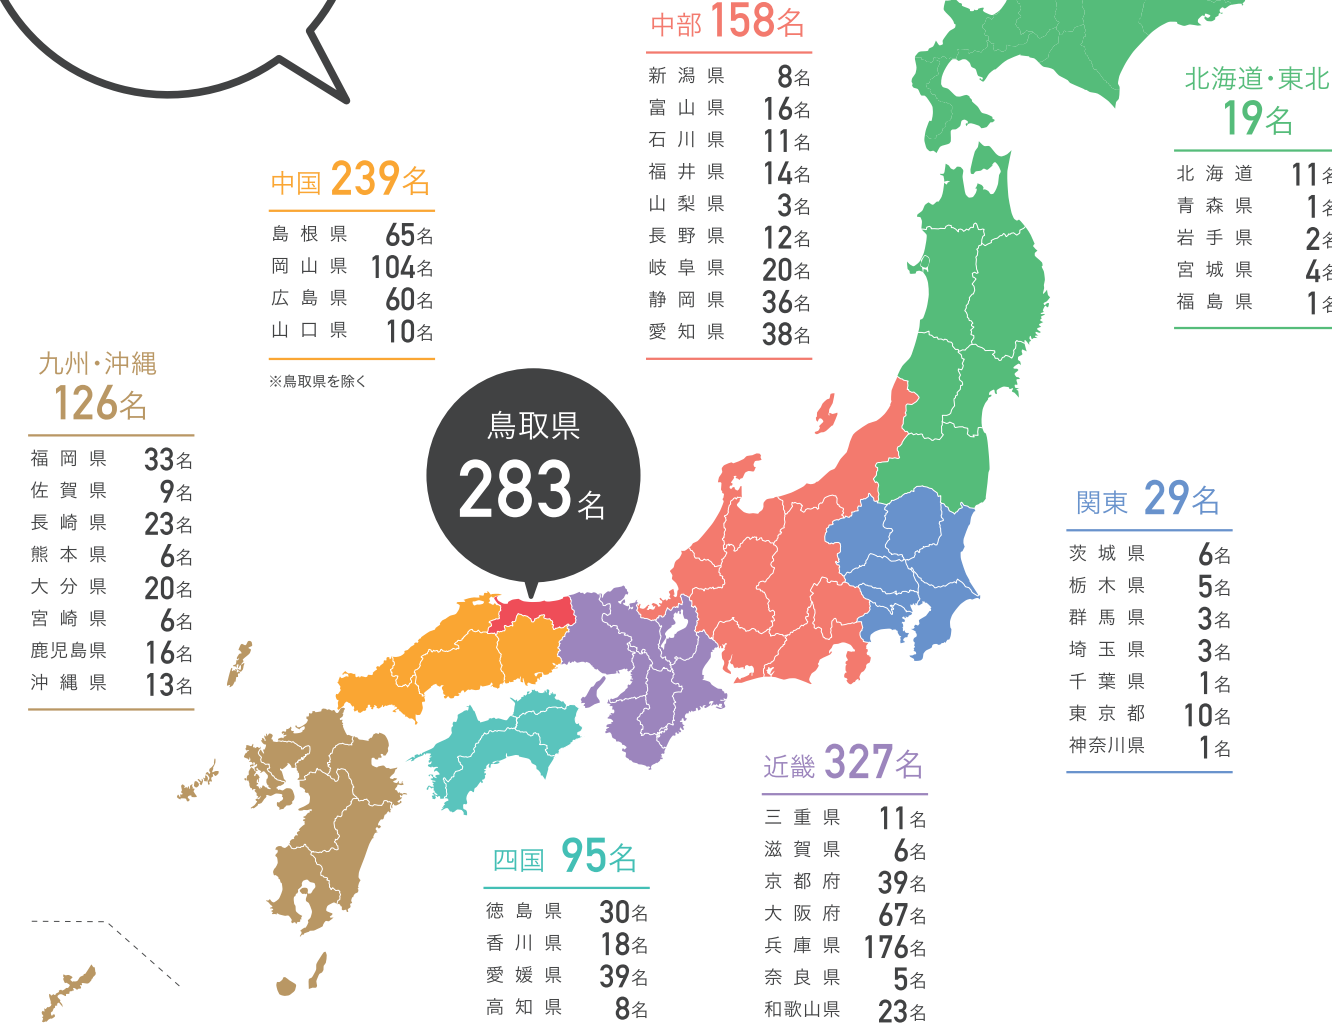 中部 158名
新潟県 8名
富山県 16名
石川県 11名
福井県 14名
山梨県 3名
長野県 12名
岐阜県 20名
静岡県 36名
愛知県 38名
北海道・東北
19名
北海道 11名
青森県 1名
岩手県 2名
宮城県 4名
福島県 1名
中国 239名
島根県 65名
岡山県 104名
広島県 60名
山口県 10名
※鳥取県を除く
九州・沖縄
126名
福岡県 33名
佐賀県 9名
長崎県 23名
熊本県 6名
大分県 20名
宮崎県 6名
鹿児島県 16名
沖縄県 13名
鳥取県
283名
関東 29名
茨城県 6名
栃木県 5名
群馬県 3名
埼玉県 3名
千葉県 1名
東京都 10名
神奈川県 1名
近畿 327名
三重県 11名
滋賀県 6名
京都府 39名
大阪府 67名
兵庫県 176名
奈良県 5名
和歌山県 23名
四国 95名
徳島県 30名
香川県 18名
愛媛県 39名
高知県 8名